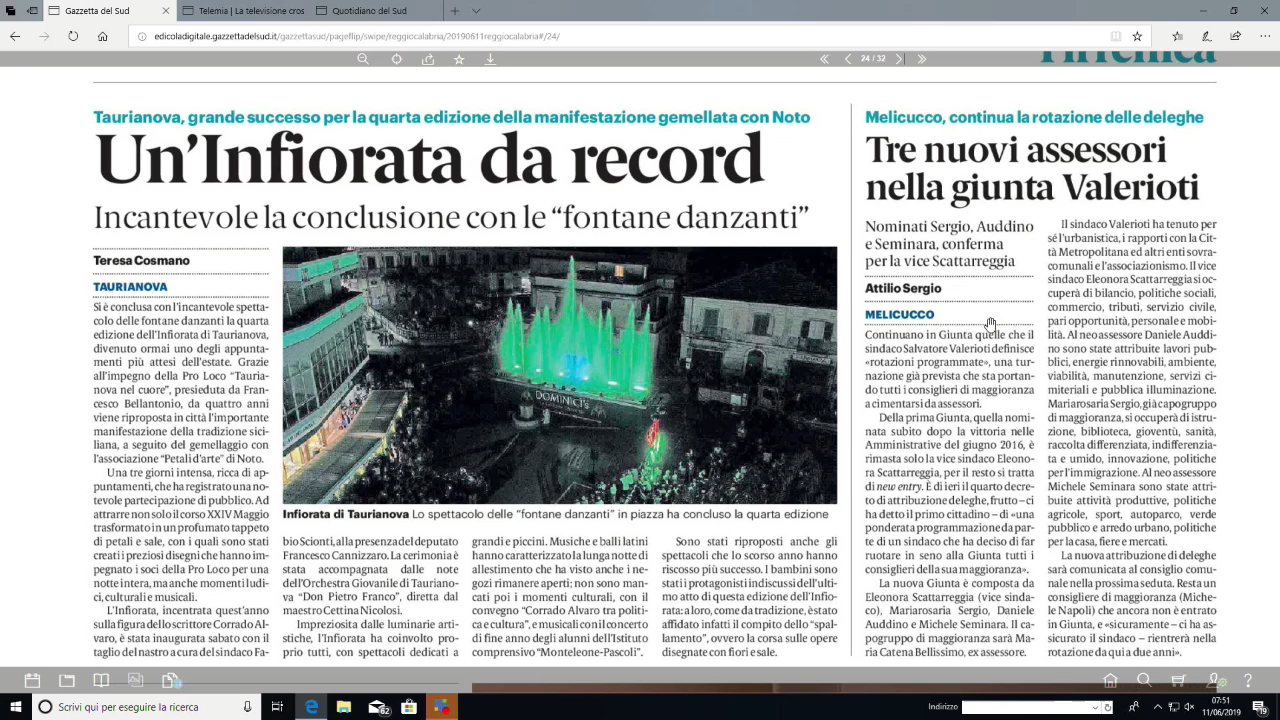 Gazzetta del Sud
Gazzetta delSud
Quotidiano del Sud
edicoladigitale.gazzettadelsud.it/gazzettasud/pageflip/swipe/reggiocalabria/20190611reggiocalabria#/24/
24 / 32
Tirrenica
Taurianova, grande successo per la quarta edizione della manifestazione gemellata con Noto
Un'Infiorata da record
Incantevole la conclusione con le "fontane danzanti"
Teresa Cosmano
TAURIANOVA
Si è conclusa con l'incantevole spetta-
colo delle fontane danzanti la quarta
edizione dell'Infiorata di Taurianova,
divenuto ormai uno degli appunta-
menti più attesi dell'estate. Grazie
all'impegno della Pro Loco "Tauria-
nova nel cuore", presieduta da Fran-
cesco Bellantonio, da quattro anni
viene riproposta in città l'importante
manifestazione della tradizione sici-
liana, a seguito del gemellaggio con
l'associazione "Petali d'arte" di Noto.
Una tre giorni intensa, ricca di ap-
puntamenti, che ha registrato una no-
tevole partecipazione di pubblico. Ad
attrarre non solo il corso XXIV Maggio
trasformato in un profumato tappeto
di petali e sale, con i quali sono stati
creati i preziosi disegni che hanno im-
pegnato i soci della Pro Loco per una
notte intera, ma anche momenti ludi-
ci, culturali e musicali.
L'Infiorata, incentrata quest'anno
sulla figura dello scrittore Corrado Al-
varo, è stata inaugurata sabato con il
taglio del nastro a cura del sindaco Fa-
DOMINICI'S
Infiorata di Taurianova Lo spettacolo delle "fontane danzanti" in piazza ha concluso la quarta edizione
bio Scionti, alla presenza del deputato
Francesco Cannizzaro. La cerimonia è
stata accompagnata dalle note
dell'Orchestra Giovanile di Taurianо-
va "Don Pietro Franco", diretta dal
maestro Cettina Nicolosi.
Impreziosita dalle luminarie arti-
stiche, l'Infiorata ha coinvolto pro-
prio tutti, con spettacoli dedicati a
grandi e piccini. Musiche e balli latini
hanno caratterizzato la lunga notte di
allestimento che ha visto anche i ne-
gozi rimanere aperti; non sono man-
cati poi i momenti culturali, con il
convegno "Corrado Alvaro tra politi-
ca e cultura", e musicali con il concerto
di fine anno degli alunni dell'Istituto
comprensivo "Monteleone-Pascoli".
Sono stati riproposti anche gli
spettacoli che lo scorso anno hanno
riscosso più successo. I bambini sono
stati i protagonisti indiscussi dell'ulti-
mo atto di questa edizione dell'Infio-
rata: a loro, come da tradizione, è stato
affidato infatti il compito dello "spal-
lamento", ovvero la corsa sulle opere
disegnate con fiori e sale.
Melicucco, continua la rotazione delle deleghe
Tre nuovi assessori
nella giunta Valerioti
Nominati Sergio, Auddino
e Seminara, conferma
per la vice Scattarreggia
Attilio Sergio
MELICUCCO
Continuano in Giunta quelle che il
sindaco Salvatore Valerioti definisce
«rotazioni programmate», una tur-
nazione già prevista che sta portan-
do tutti i consiglieri di maggioranza
a cimentarsi da assessori.
Della prima Giunta, quella nomi-
nata subito dopo la vittoria nelle
Amministrative del giugno 2016, è
rimasta solo la vice sindaco Eleono-
ra Scattarreggia, per il resto si tratta
di new entry. È di ieri il quarto decre-
to di attribuzione deleghe, frutto – ci
ha detto il primo cittadino – di «una
ponderata programmazione da par-
te di un sindaco che ha deciso di far
ruotare in seno alla Giunta tutti i
consiglieri della sua maggioranza».
La nuova Giunta è composta da
Eleonora Scattarreggia (vice sinda-
co), Mariarosaria Sergio, Daniele
Auddino e Michele Seminara. Il ca-
pogruppo di maggioranza sarà Ma-
ria Catena Bellissimo, ex assessore.
Il sindaco Valerioti ha tenuto per
sé l'urbanistica, i rapporti con la Cit-
tà Metropolitana ed altri enti sovra-
comunali e l'associazionismo. Il vice
sindaco Eleonora Scattarreggia si oc-
cuperà di bilancio, politiche sociali,
commercio, tributi, servizio civile,
pari opportunità, personale e mobi-
lità. Al neo assessore Daniele Auddi-
no sono state attribuite lavori pub-
blici, energie rinnovabili, ambiente,
viabilità, manutenzione, servizi ci-
miteriali e pubblica illuminazione.
Mariarosaria Sergio, già capogruppo
di maggioranza, si occuperà di istru-
zione, biblioteca, gioventù, sanità,
raccolta differenziata, indifferenzia-
ta e umido, innovazione, politiche
per l'immigrazione. Al neo assessore
Michele Seminara sono state attri-
buite attività produttive, politiche
agricole, sport, autoparco, verde
pubblico e arredo urbano, politiche
per la casa, fiere e mercati.
La nuova attribuzione di deleghe
sarà comunicata al consiglio comu-
nale nella prossima seduta. Resta un
consigliere di maggioranza (Miche-
le Napoli) che ancora non è entrato
in Giunta, e «sicuramente – ci ha as-
sicurato il sindaco – rientrerà nella
rotazione da qui a due anni».
Scrivi qui per eseguire la ricerca
62
Indirizzo
07:51
11/06/2019
19